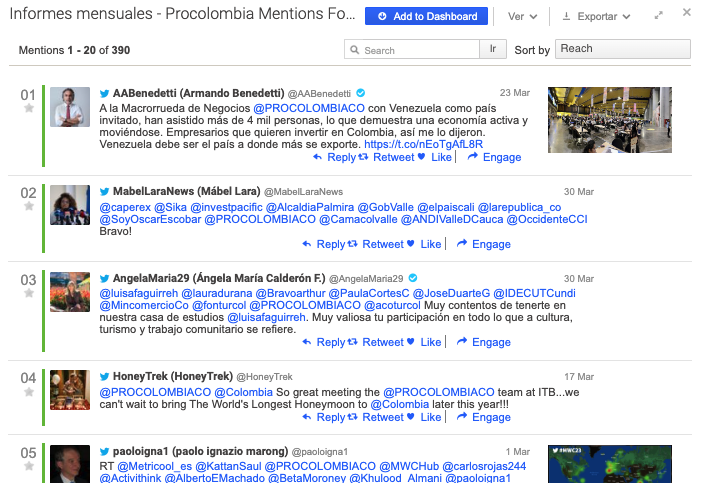 Informes mensuales - Procolombia Mentions Fo...
Add to Dashboard
Ver
Exportar
Mentions 1 - 20 of 390
Search
Ir
Sort by
Reach
01
AABenedetti (Armando Benedetti) @AABenedetti
23 Mar
A la Macrorrueda de Negocios @PROCOLOMBIACO con Venezuela como país
invitado, han asistido más de 4 mil personas, lo que demuestra una economía activa y
moviéndose. Empresarios que quieren invertir en Colombia, así me lo dijeron.
Venezuela debe ser el país a donde más se exporte. https://t.co/nEoTgAfL8R
Reply Retweet Like | Engage
02
MabelLaraNews (Mábel Lara) @MabelLaraNews
30 Mar
@caperex @Sika @investpacific @AlcaldiaPalmira @GobValle @elpaiscali @larepublica_co
@SoyOscarEscobar @PROCOLOMBIACO @Camacolvalle @ANDIValleDCauca @OccidenteCCI
Bravo!
Reply Retweet Like | Engage
03
AngelaMaria29 (Ángela María Calderón F.) @AngelaMaria29
30 Mar
@luisafaguirreh @lauradurana @Bravoarthur @PaulaCortesC @JoseDuarteG @IDECUTCundi
@MincomercioCo @fonturcol @PROCOLOMBIACO @acoturcol Muy contentos de tenerte en
nuestra casa de estudios @luisafaguirreh. Muy valiosa tu participación en todo lo que a cultura,
turismo y trabajo comunitario se refiere.
Reply Retweet Like | Engage
04
HoneyTrek (HoneyTrek) @HoneyTrek
17 Mar
@PROCOLOMBIACO @Colombia So great meeting the @PROCOLOMBIACO team at ITB...we
can't wait to bring The World's Longest Honeymoon to @Colombia later this year!!!
Reply Retweet Like | Engage
05
paoloigna1 (paolo ignazio marong) @paoloigna1
1 Mar
#MWC23
RT @Metricool_es @KattanSaul @PROCOLOMBIACO @MWCHub @carlosrojas244
@Activithink @AlbertoEMachado @BetaMoroney @Khulood_Almani @paoloigna1